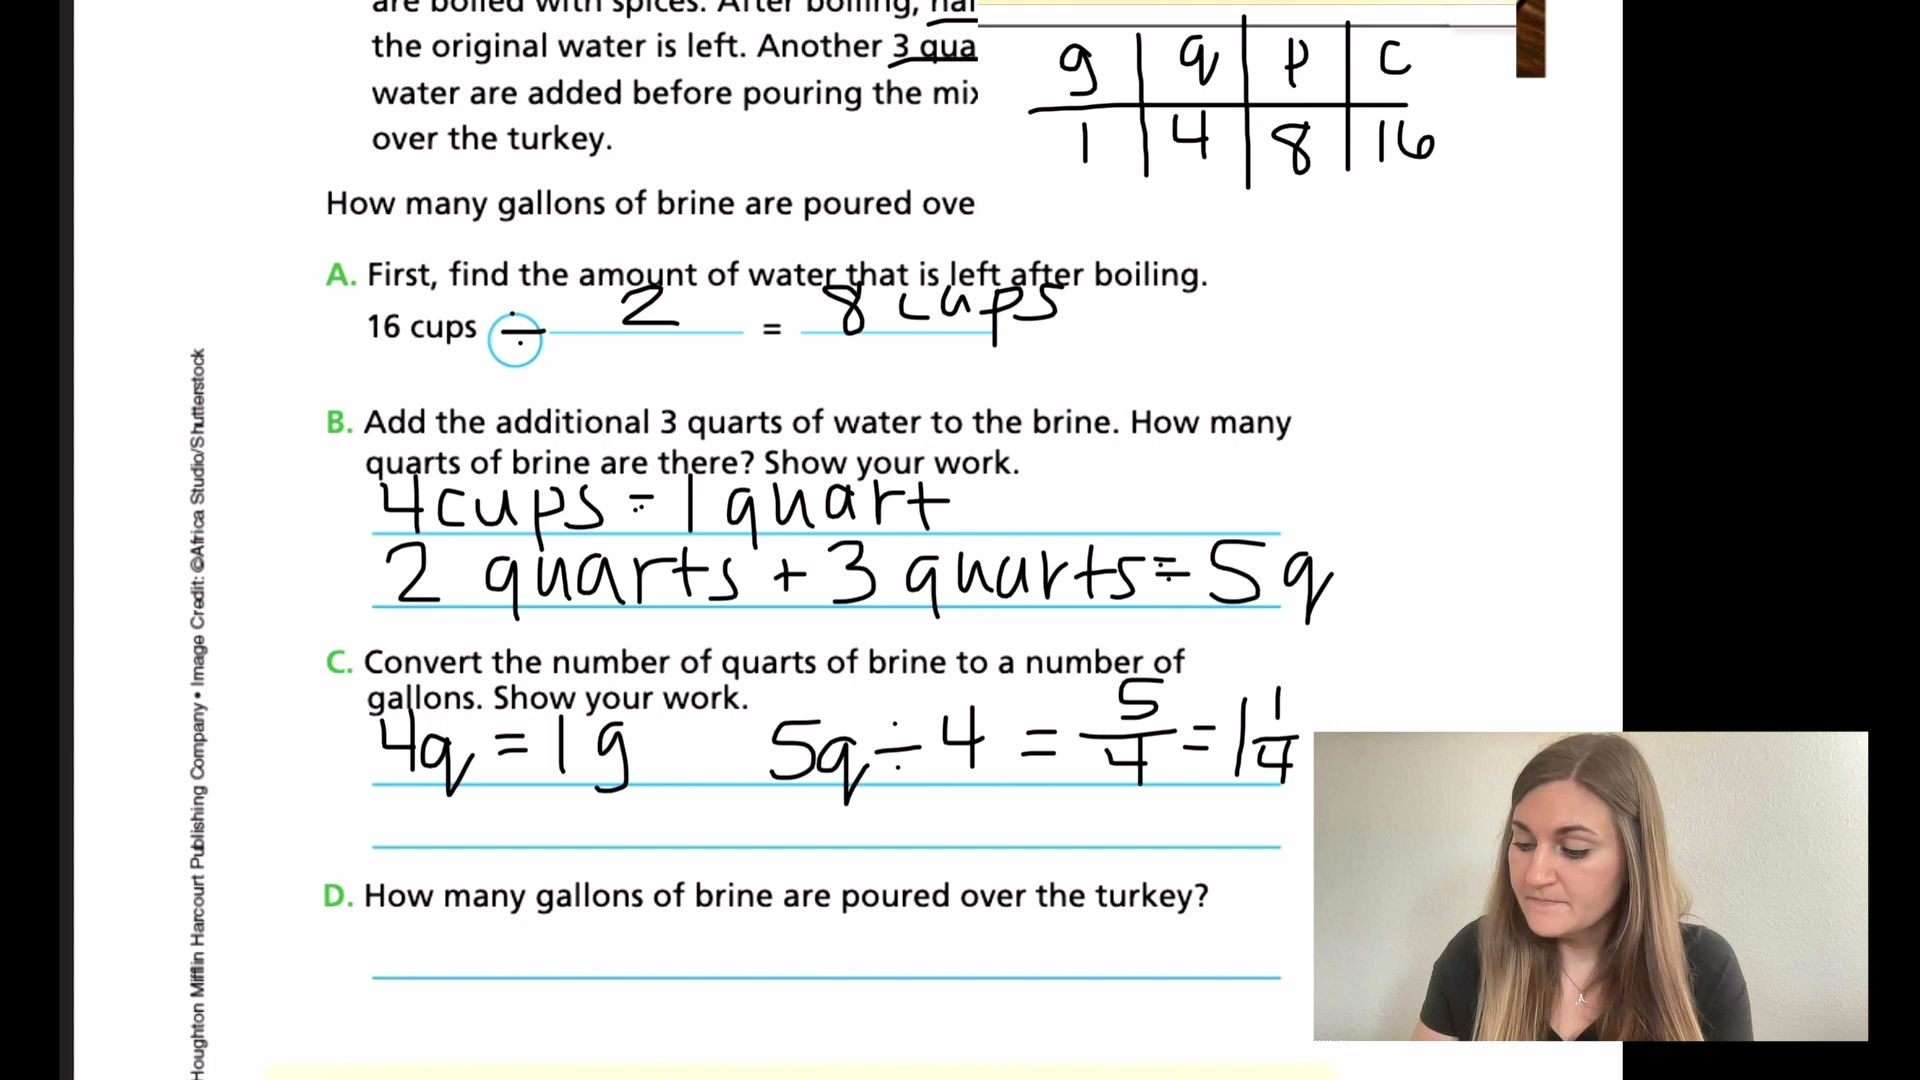 are boiled with spices. After boiling, hal
the original water is left. Another 3 qua
water are added before pouring the mix
over the turkey.
g q p c
1 4 8 16
How many gallons of brine are poured ove
A. First, find the amount of water that is left after boiling.
16 cups ÷ 2 = 8 cups
B. Add the additional 3 quarts of water to the brine. How many
quarts of brine are there? Show your work.
4 cups = 1 quart
2 quarts + 3 quarts = 5q
C. Convert the number of quarts of brine to a number of
gallons. Show your work.
4q = 1g 5q ÷ 4 = 5/4 = 1 1/4
D. How many gallons of brine are poured over the turkey?
Houghton Mifflin Harcourt Publishing Company • Image Credit: ©Africa Studio/Shutterstock